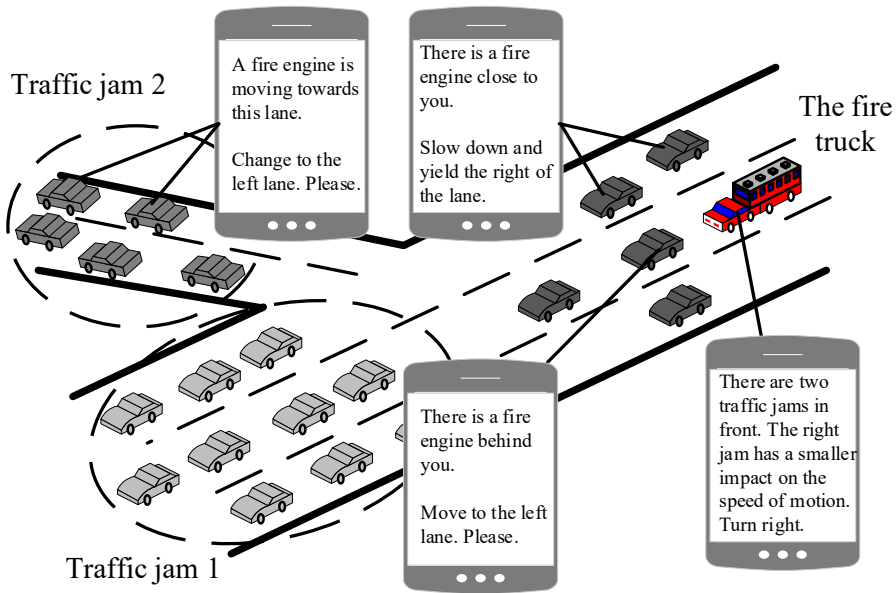 Traffic jam 2
A fire engine is
moving towards
this lane.
Change to the
left lane. Please.
There is a fire
engine close to
you.
Slow down and
yield the right of
the lane.
The fire
truck
There is a fire
engine behind
you.
Move to the left
lane. Please.
There are two
traffic jams in
front. The right
jam has a smaller
impact on the
speed of motion.
Turn right.
Traffic jam 1